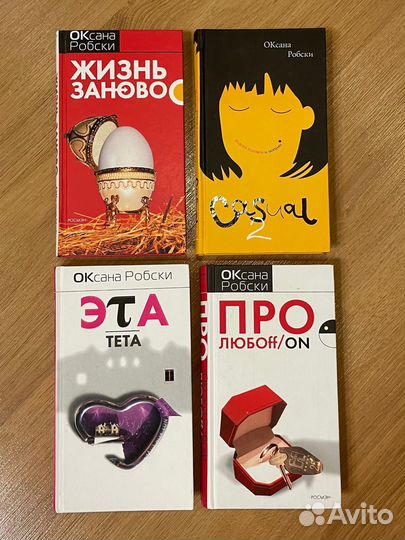 ОКсана
Робски
ЖИЗНЬ
ЗАНОВО
РОСМЭН
ОКсана
Робски
Casual
2
ОКсана Робски
ЭτА
ТЕТА
ОКсана
Робски
ПРО
ЛЮБОff/ON
РОСМЭН
Avito